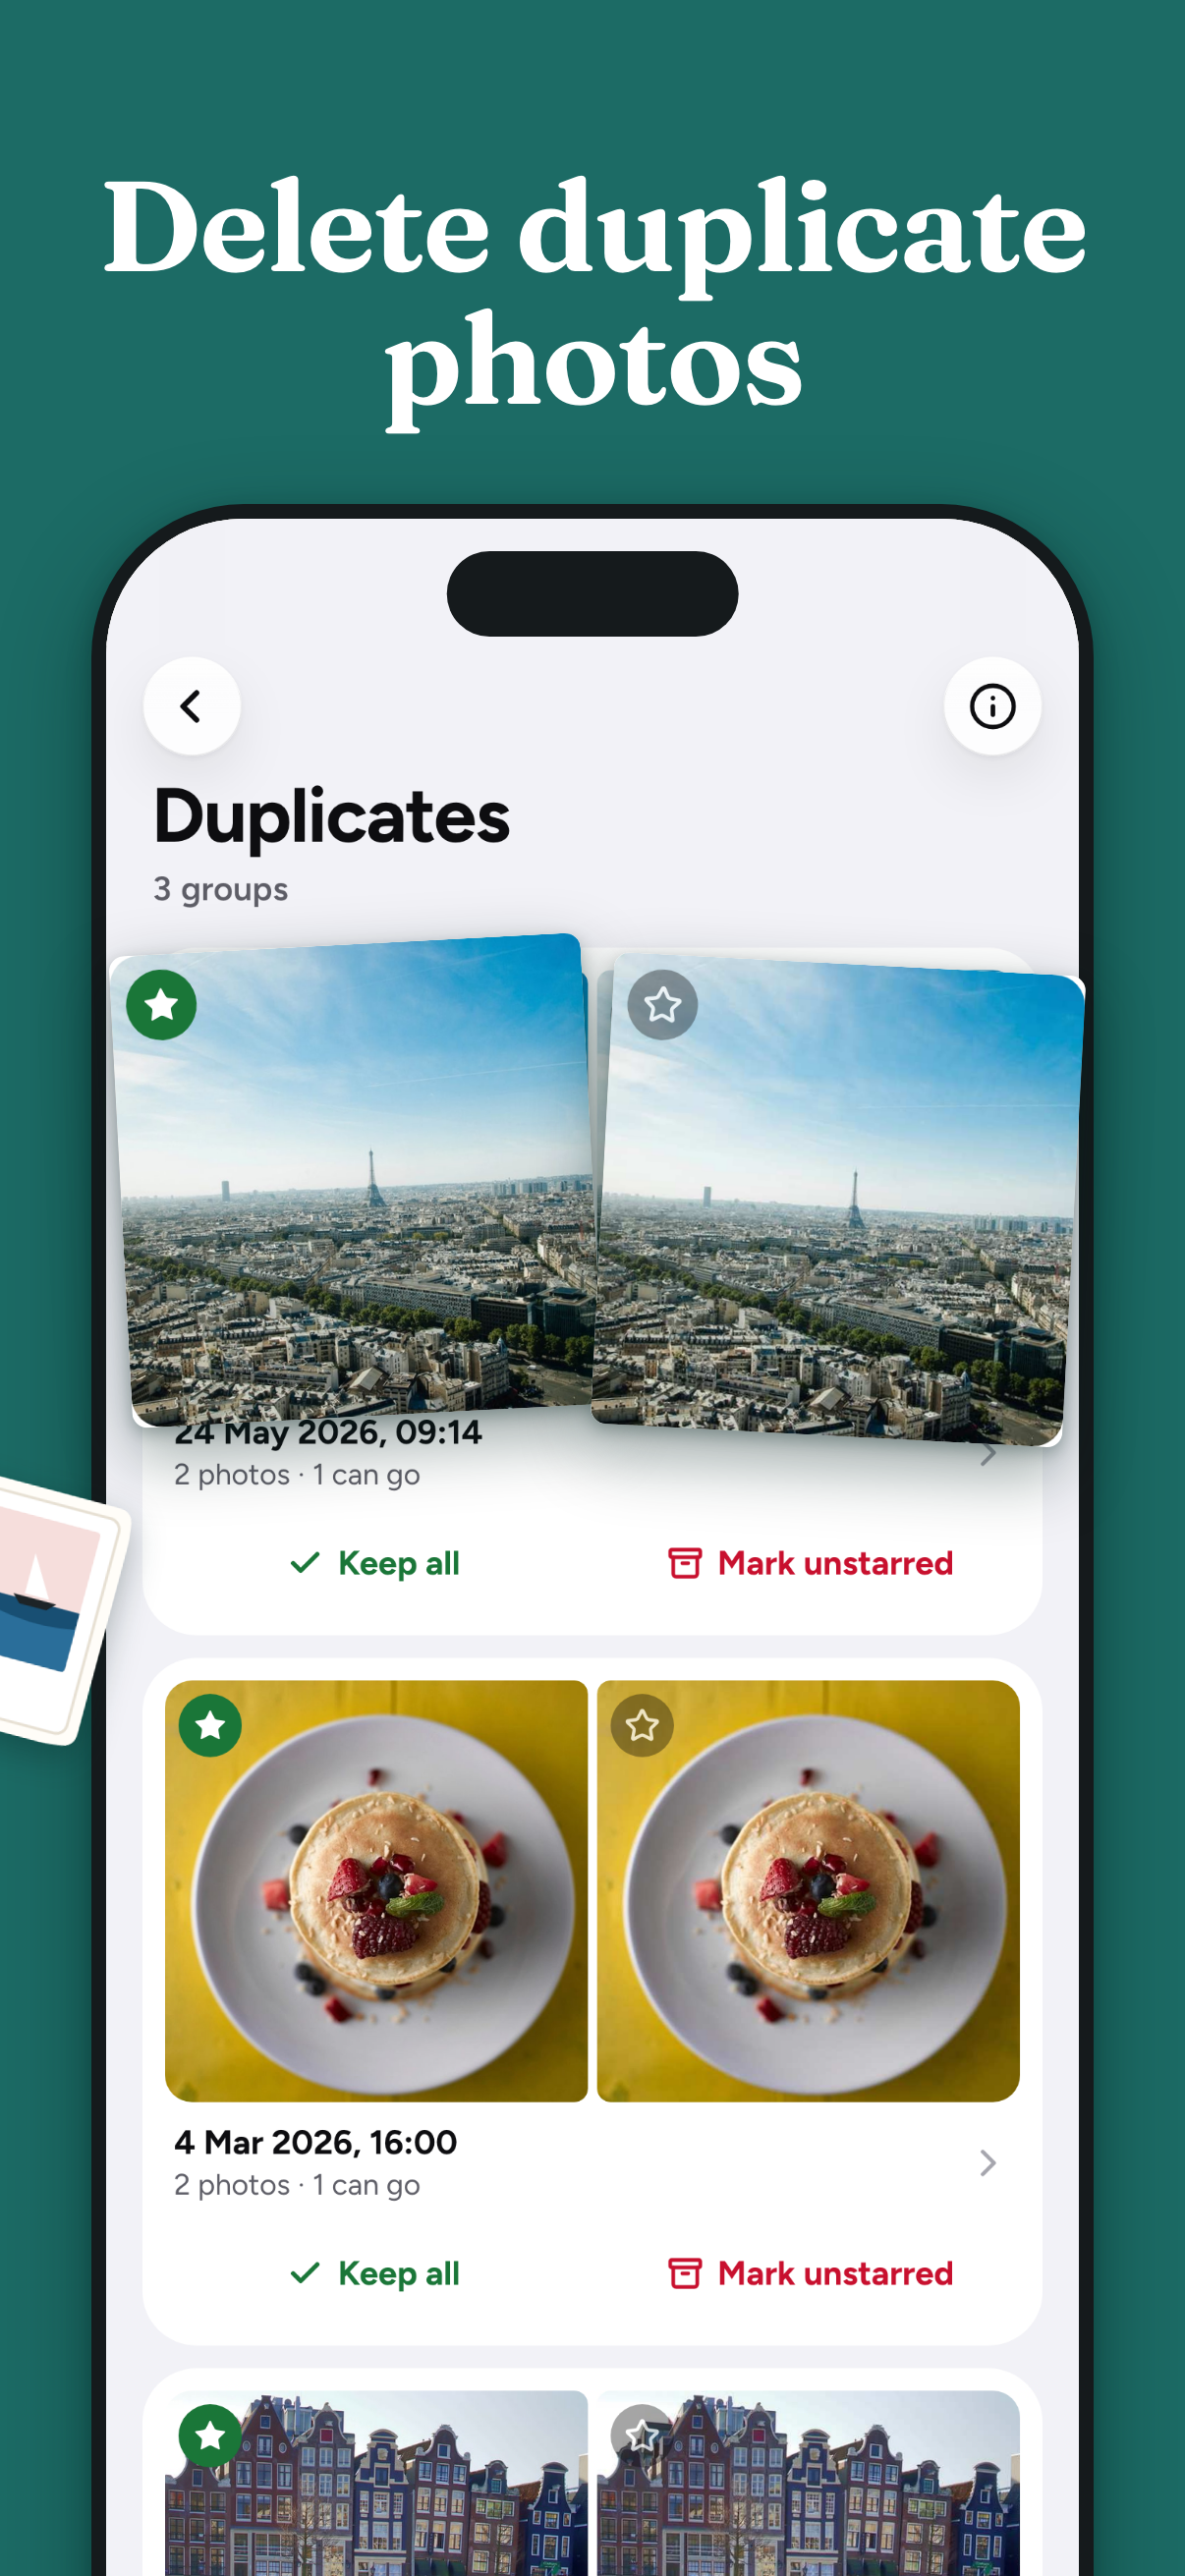 Delete duplicate
photos
Duplicates
3 groups
24 May 2026, 09:14
2 photos · 1 can go
Keep all
Mark unstarred
4 Mar 2026, 16:00
2 photos · 1 can go
Keep all
Mark unstarred